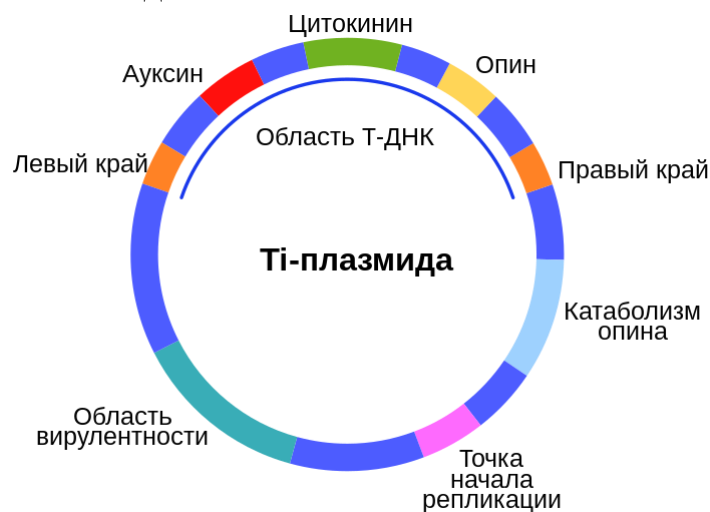 Цитокинин
Ауксин
Опин
Область Т-ДНК
Левый край
Правый край
Ti-плазмида
Катаболизм
опина
Область
вирулентности
Точка
начала
репликации